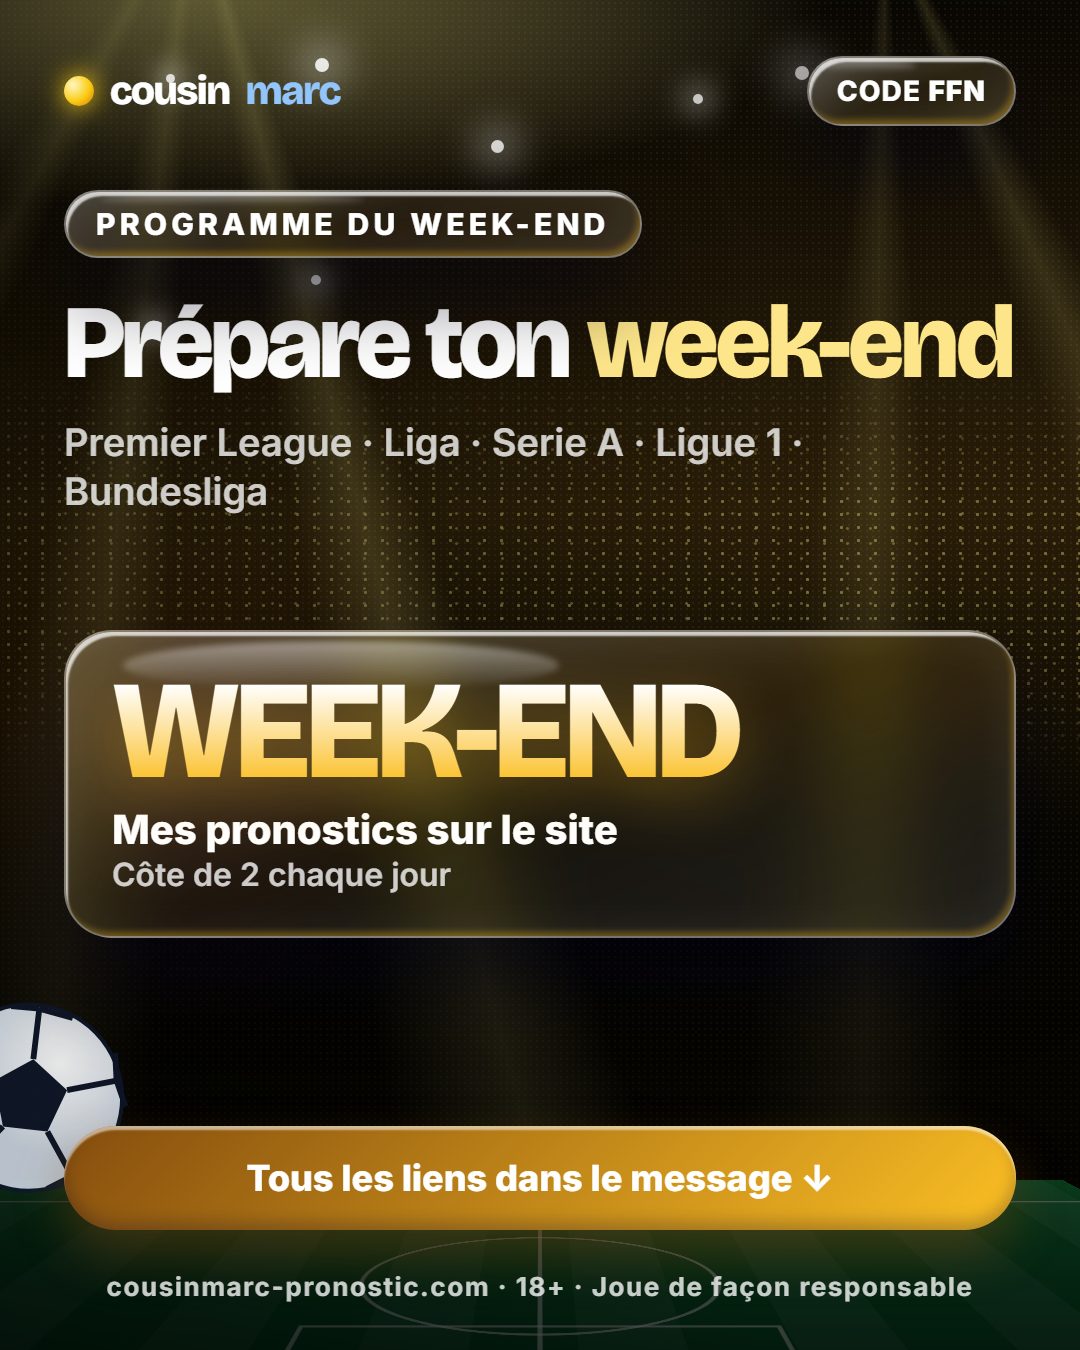 cousin marc
CODE FFN
PROGRAMME DU WEEK-END
Prépare ton week-end
Premier League · Liga · Serie A · Ligue 1 ·
Bundesliga
WEEK-END
Mes pronostics sur le site
Côte de 2 chaque jour
Tous les liens dans le message ↓
cousinmarc-pronostic.com · 18+ · Joue de façon responsable